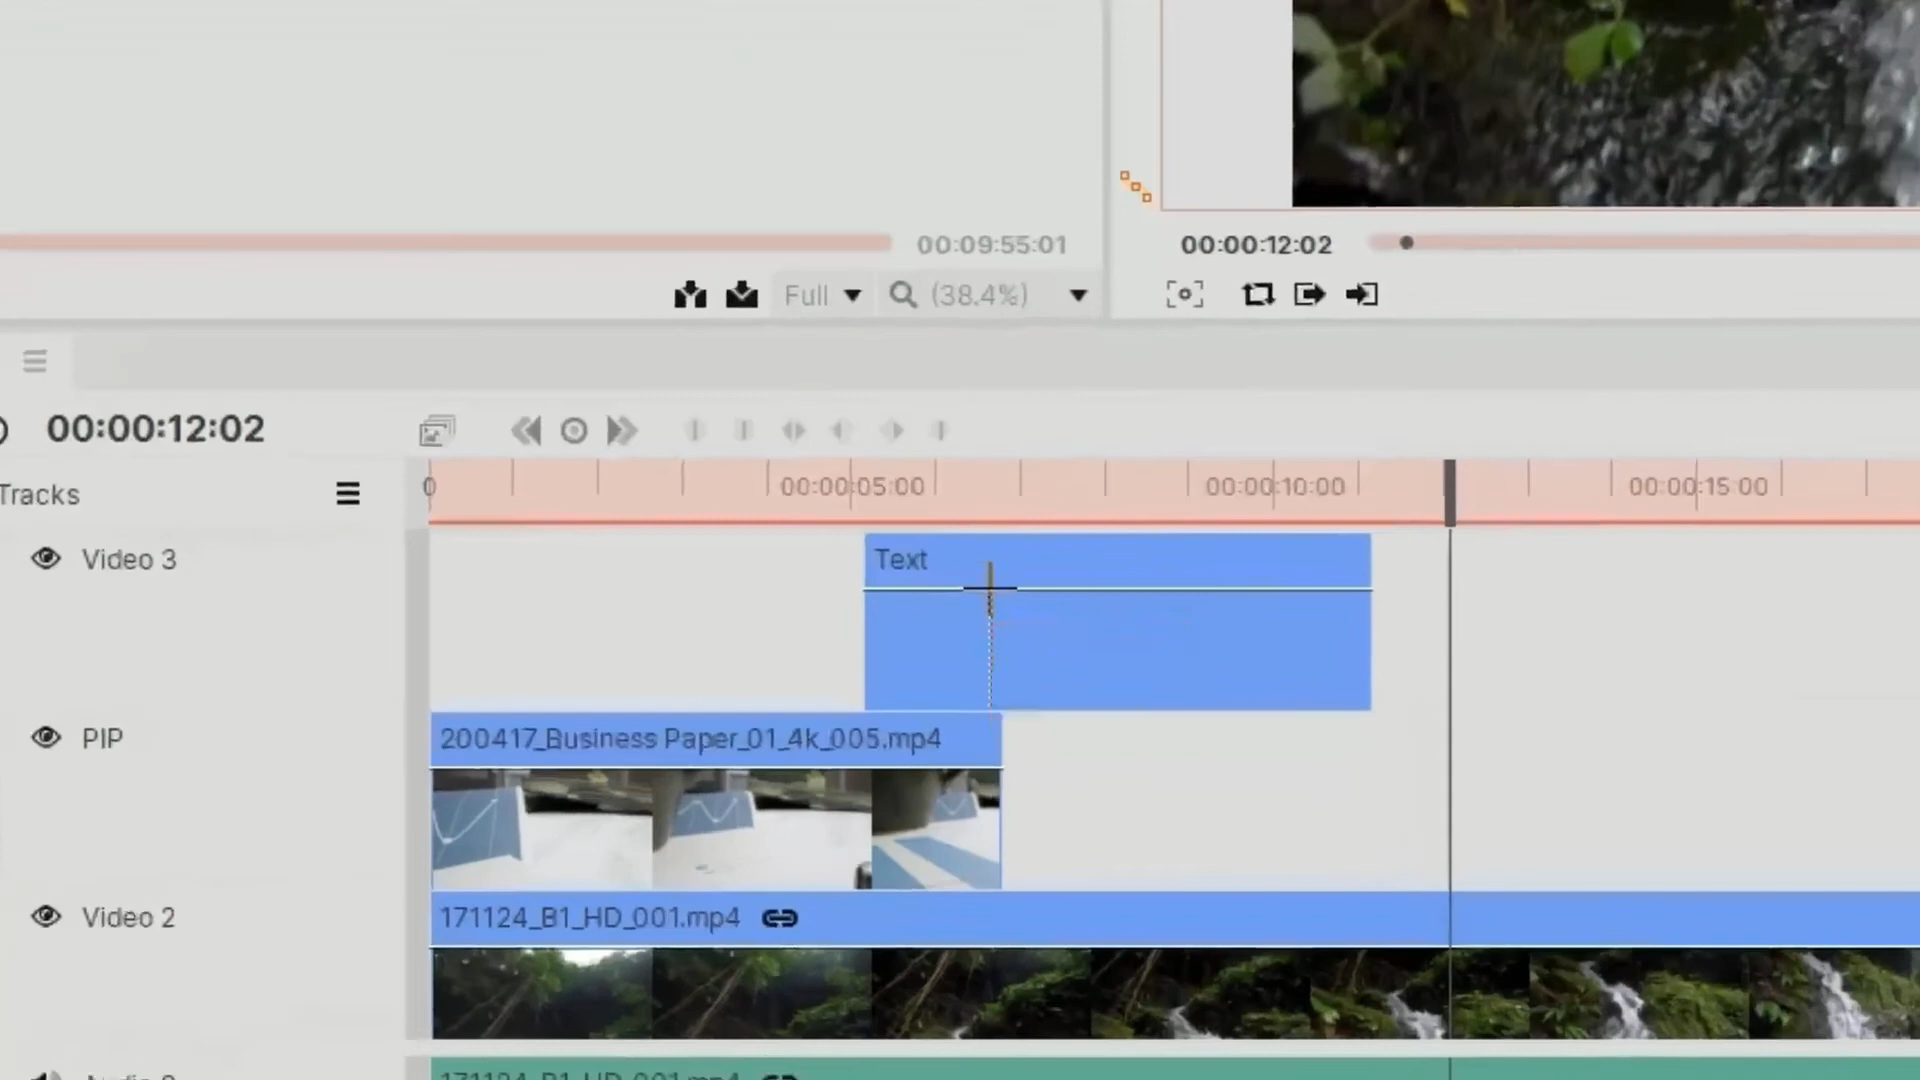 00:09:55:01
00:00:12:02
Full
(38.4%)
00:00:12:02
Tracks
0
00:00:05:00
00:00:10:00
00:00:15:00
Video 3
Text
PIP
200417_Business Paper_01_4k_005.mp4
Video 2
171124_B1_HD_001.mp4
171124_B1_HD_001.mp4